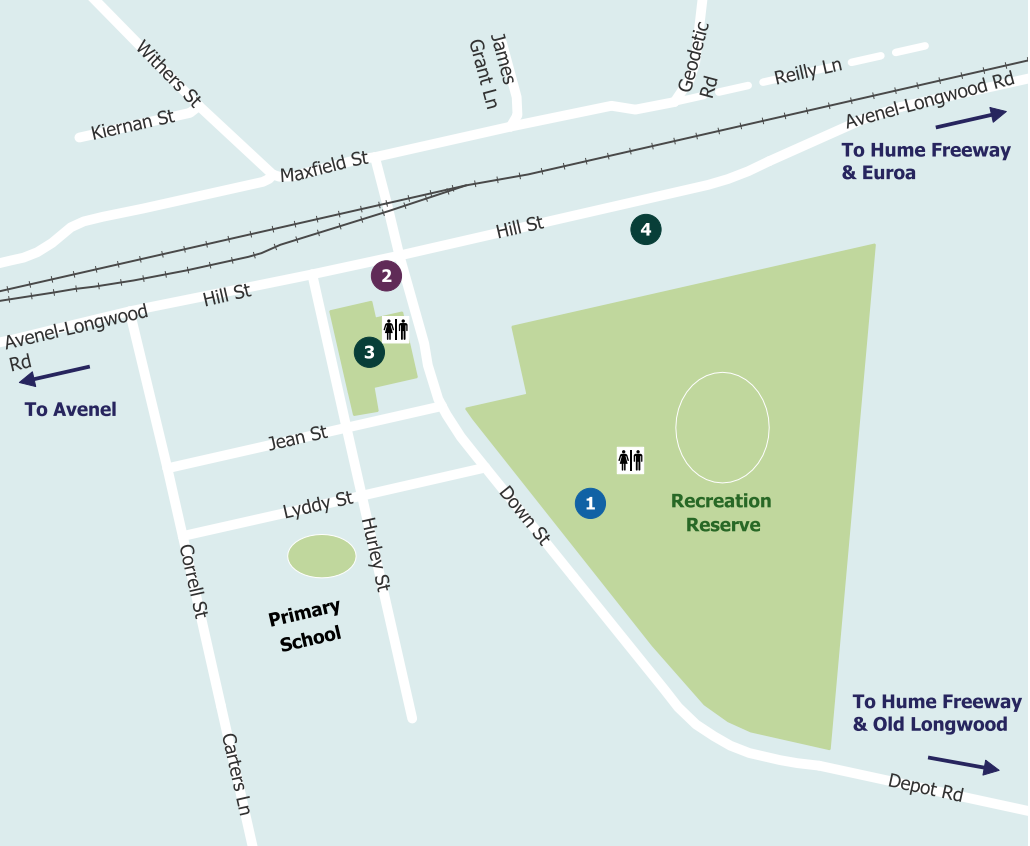 Withers St
Kiernan St
James
Grant Ln
Geodetic
Rd
Reilly Ln
Avenel-Longwood Rd
To Hume Freeway
& Euroa
Maxfield St
Hill St
4
2
Hill St
Avenel-Longwood
Rd
To Avenel
3
Jean St
Lyddy St
Down St
1
Recreation
Reserve
Correll St
Hurley St
Primary
School
Carters Ln
To Hume Freeway
& Old Longwood
Depot Rd